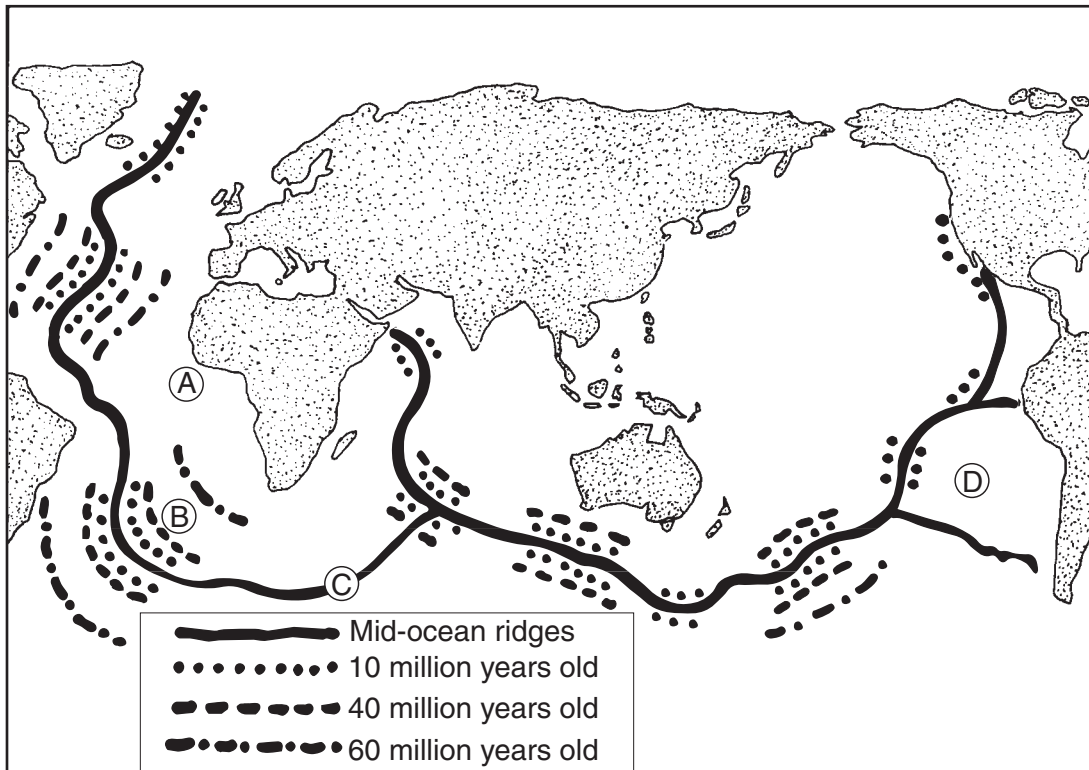 A
B
C
D
Mid-ocean ridges
10 million years old
40 million years old
60 million years old